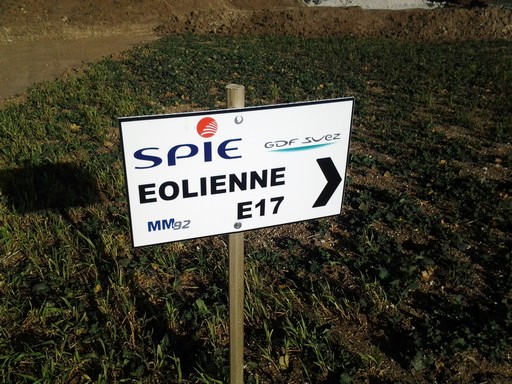 SPIE GDF SUEZ
EOLIENNE
E17
MM92